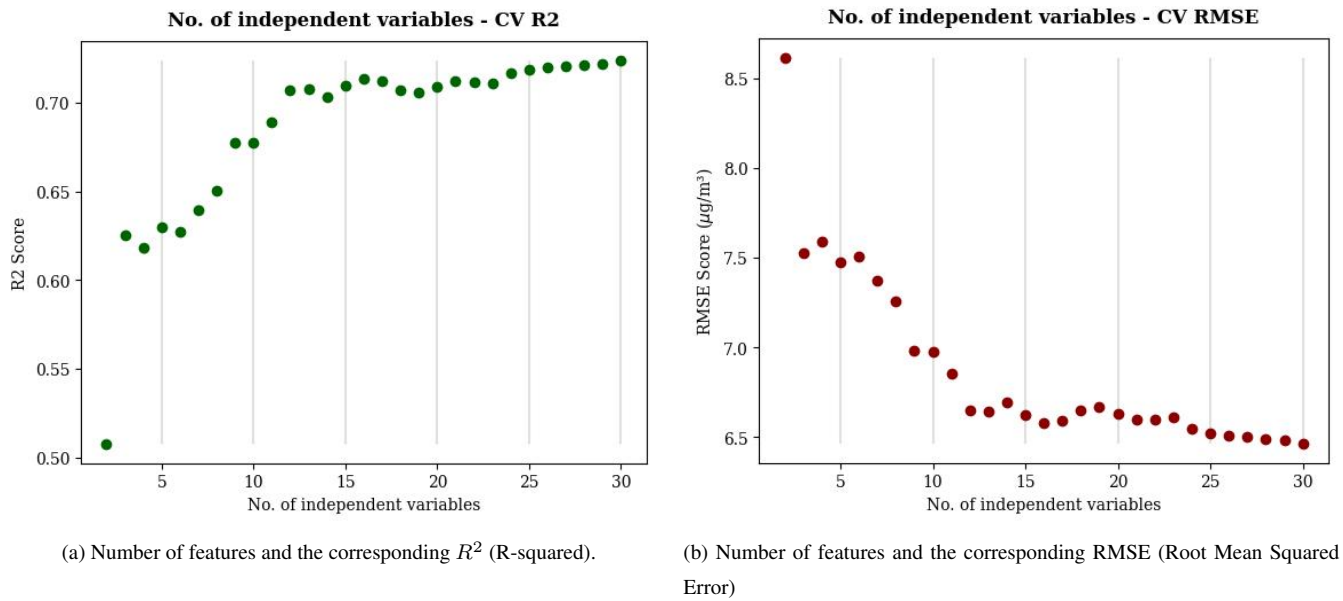 No. of independent variables - CV R2
0.70
0.65
0.60
0.55
0.50
R2 Score
5 10 15 20 25 30
No. of independent variables
(a) Number of features and the corresponding R² (R-squared).
No. of independent variables - CV RMSE
8.5
8.0
7.5
7.0
6.5
RMSE Score (μg/m³)
5 10 15 20 25 30
No. of independent variables
(b) Number of features and the corresponding RMSE (Root Mean Squared
Error)